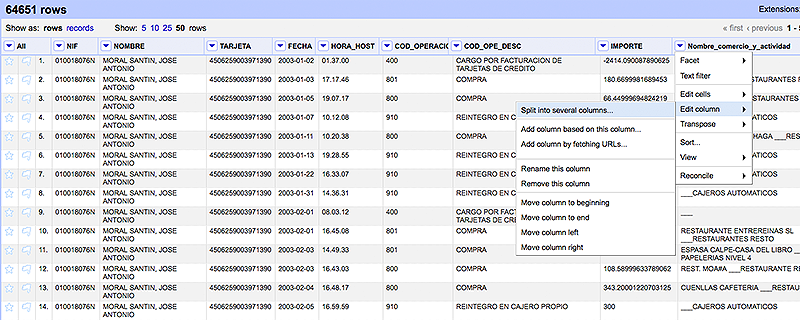 64651 rows
Extensions:
Show as: rows records
Show: 5 10 25 50 rows
« first ‹ previous 1 - 5
All NIF NOMBRE TARJETA FECHA HORA_HOST COD_OPERACIO COD_OPE_DESC IMPORTE Nombre_comercio_y_actividad
1. 010018076N MORAL SANTIN, JOSE ANTONIO 4506259003971390 2003-01-02 01.37.00 400 CARGO POR FACTURACION DE TARJETAS DE CREDITO -2414.090087890625
2. 010018076N MORAL SANTIN, JOSE ANTONIO 4506259003971390 2003-01-03 17.17.46 801 COMPRA 180.6699981689453 RESTAURANTES
3. 010018076N MORAL SANTIN, JOSE ANTONIO 4506259003971390 2003-01-05 19.07.17 800 COMPRA 66.44999694824219
4. 010018076N MORAL SANTIN, JOSE ANTONIO 4506259003971390 2003-01-07 10.12.08 910 REINTEGRO EN C
5. 010018076N MORAL SANTIN, JOSE ANTONIO 4506259003971390 2003-01-11 10.20.38 800 COMPRA HAGA ___RESTAURANTES
6. 010018076N MORAL SANTIN, JOSE ANTONIO 4506259003971390 2003-01-13 19.28.55 910 REINTEGRO EN C
7. 010018076N MORAL SANTIN, JOSE ANTONIO 4506259003971390 2003-01-22 16.33.07 910 REINTEGRO EN C
8. 010018076N MORAL SANTIN, JOSE ANTONIO 4506259003971390 2003-01-31 14.36.31 910 REINTEGRO EN C ___CAJEROS AUTOMATICOS
9. 010018076N MORAL SANTIN, JOSE ANTONIO 4506259003971390 2003-02-01 08.03.12 400 CARGO POR FACT TARJETAS DE CRE ___
10. 010018076N MORAL SANTIN, JOSE ANTONIO 4506259003971390 2003-02-01 16.45.08 801 COMPRA RESTAURANTE ENTREREINAS SL ___RESTAURANTES RESTO
11. 010018076N MORAL SANTIN, JOSE ANTONIO 4506259003971390 2003-02-02 14.49.33 801 COMPRA ESPASA CALPE-CASA DEL LIBRO ___ PAPELERIAS NIVEL 4
12. 010018076N MORAL SANTIN, JOSE ANTONIO 4506259003971390 2003-02-02 16.43.03 800 COMPRA 108.58999633789062 REST. MOA#A ___RESTAURANTE R
13. 010018076N MORAL SANTIN, JOSE ANTONIO 4506259003971390 2003-02-04 16.48.17 800 COMPRA 343.20001220703125 CUENLLAS CAFETERIA ___RESTAUR
14. 010018076N MORAL SANTIN, JOSE ANTONIO 4506259003971390 2003-02-05 16.59.59 910 REINTEGRO EN CAJERO PROPIO 300 ___CAJEROS AUTOMATICOS
Facet
Text filter
Edit cells
Edit column
Transpose
Sort...
View
Reconcile
Split into several columns...
Add column based on this column...
Add column by fetching URLs...
Rename this column
Remove this column
Move column to beginning
Move column to end
Move column left
Move column right